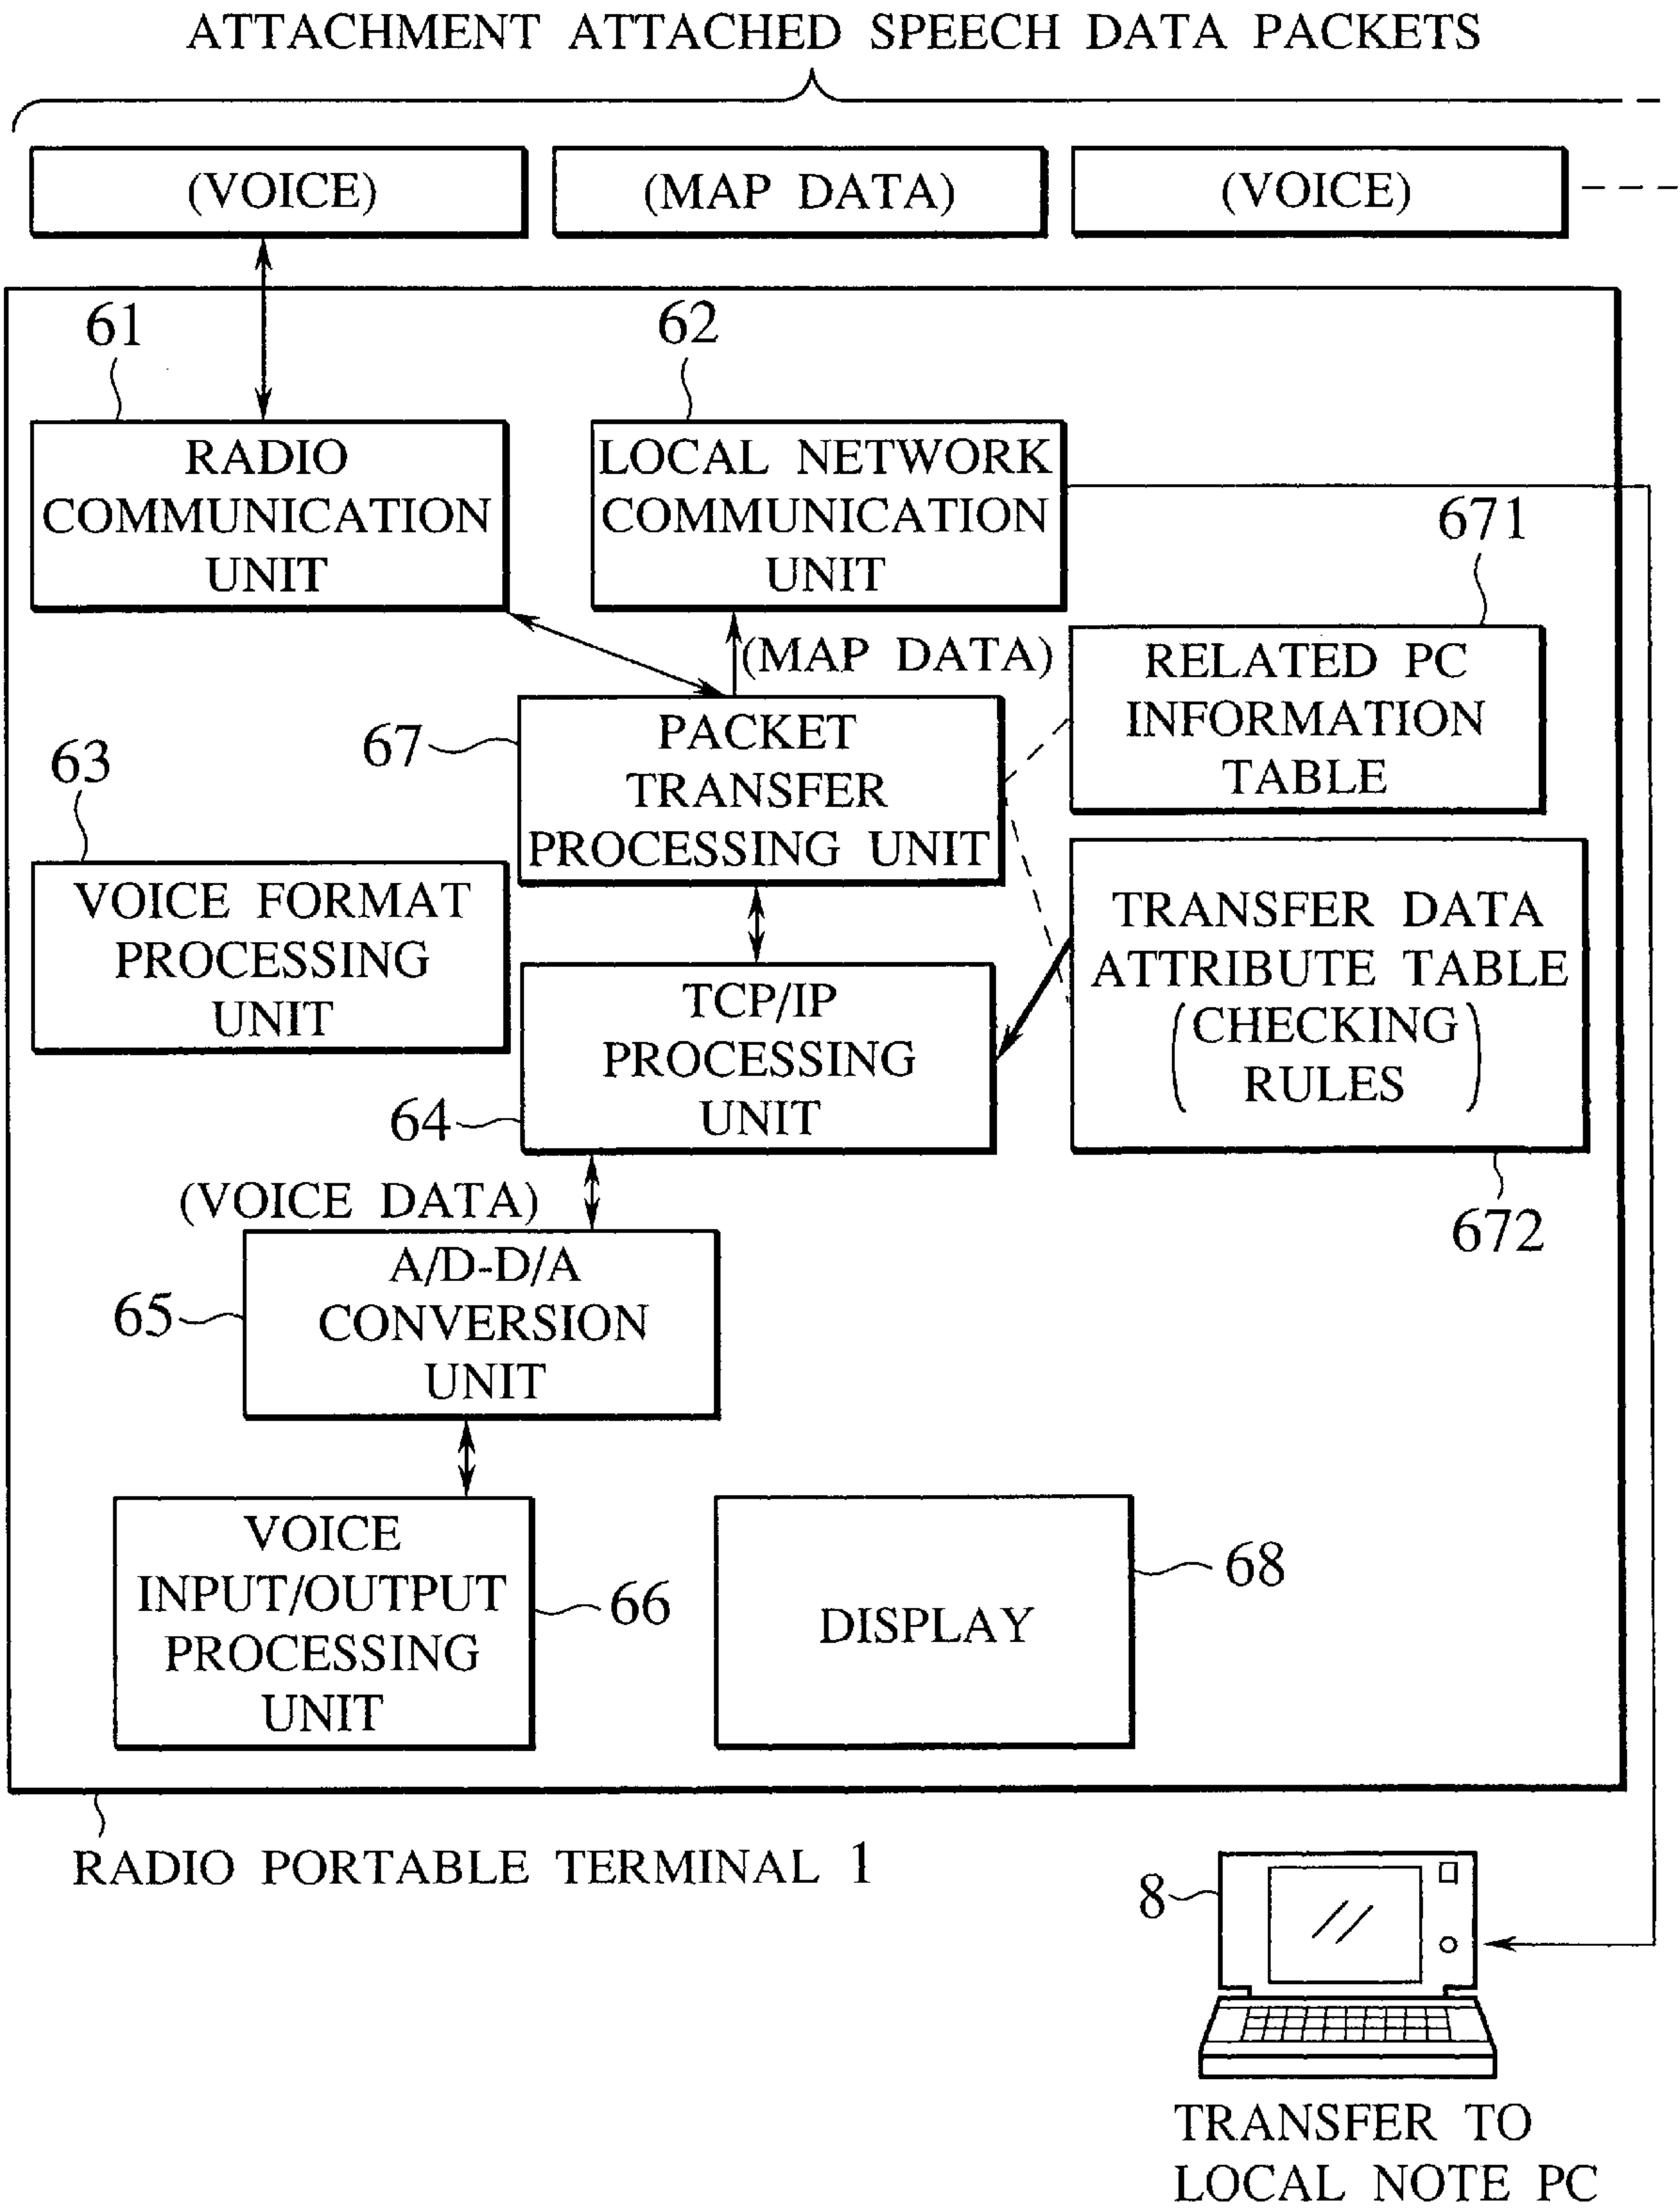 ATTACHMENT ATTACHED SPEECH DATA PACKETS
(VOICE)
(MAP DATA)
(VOICE)
61
62
RADIO
COMMUNICATION
UNIT
LOCAL NETWORK
COMMUNICATION
UNIT
671
(MAP DATA)
RELATED PC
INFORMATION
TABLE
67
PACKET
TRANSFER
PROCESSING UNIT
63
VOICE FORMAT
PROCESSING
UNIT
TRANSFER DATA
ATTRIBUTE TABLE
(CHECKING
RULES)
TCP/IP
PROCESSING
UNIT
64
672
(VOICE DATA)
A/D-D/A
CONVERSION
UNIT
65
VOICE
INPUT/OUTPUT
PROCESSING
UNIT
66
DISPLAY
68
RADIO PORTABLE TERMINAL 1
8
TRANSFER TO
LOCAL NOTE PC